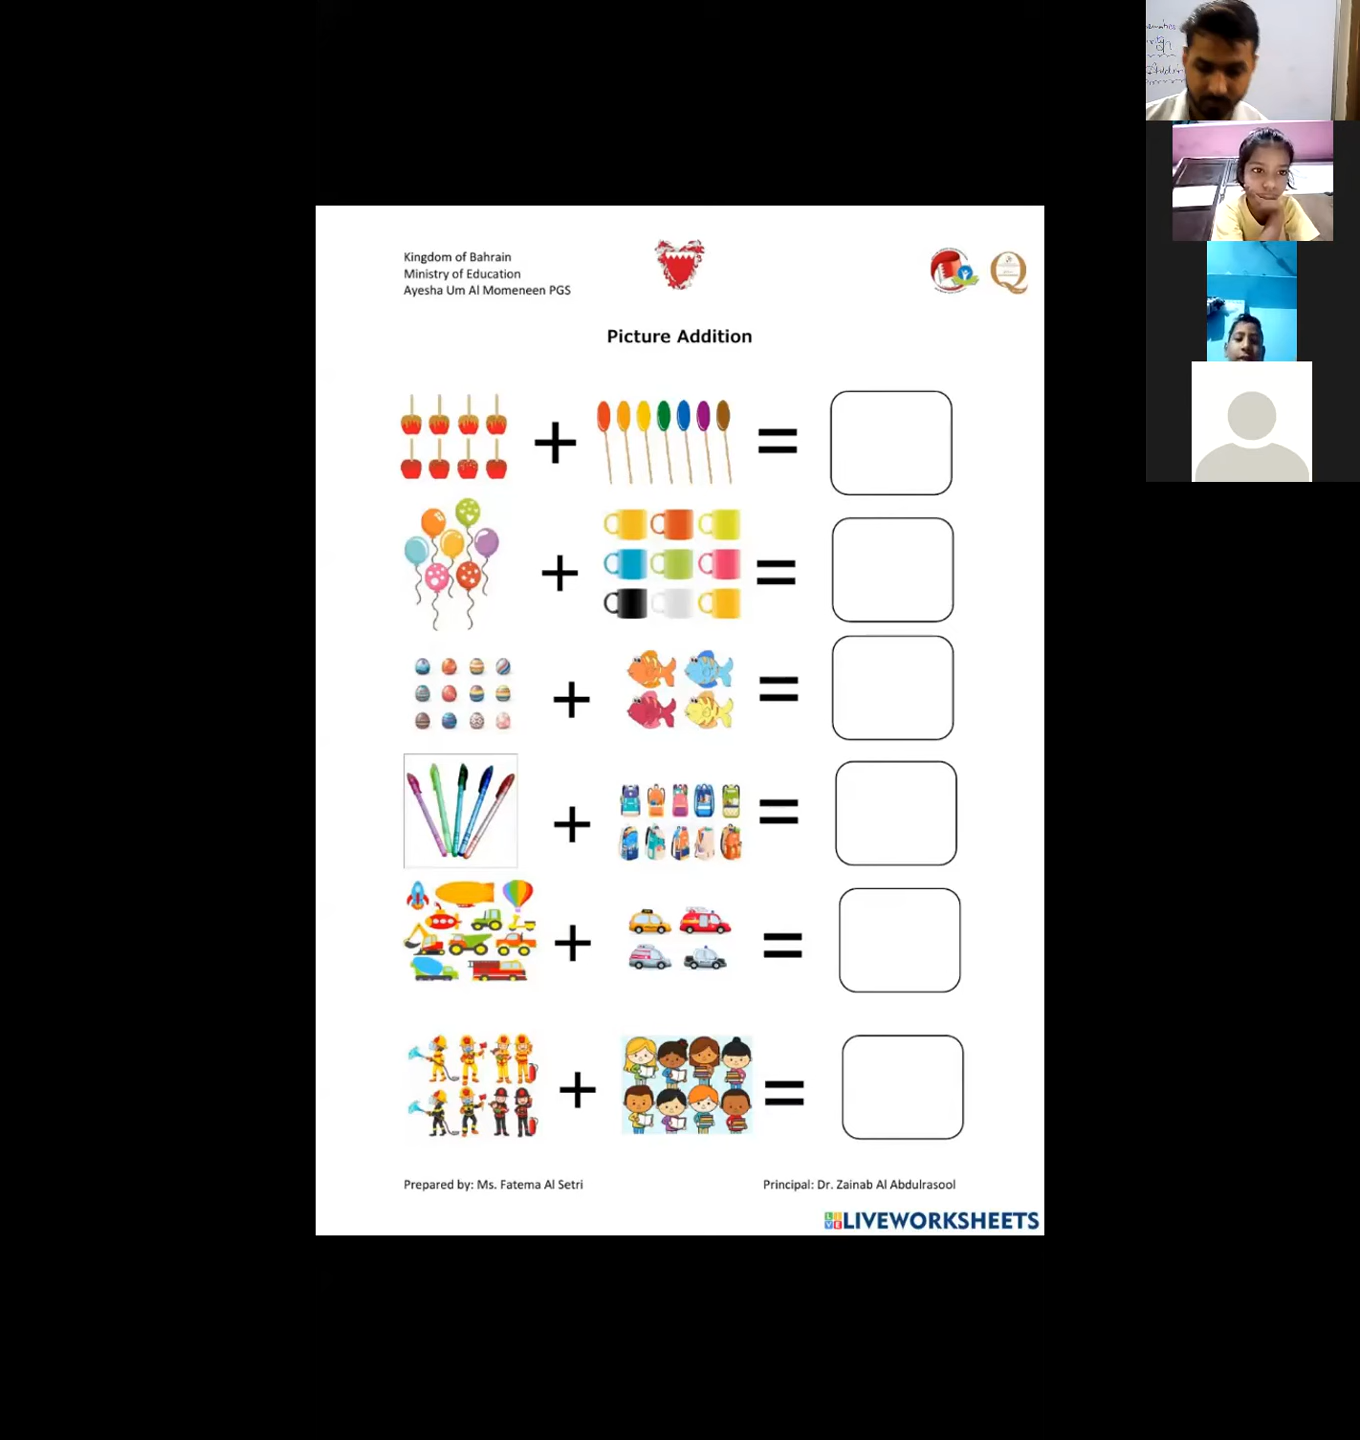 Kingdom of Bahrain
Ministry of Education
Ayesha Um Al Momeneen PGS
Picture Addition
+ =
+ =
+ =
+ =
+ =
+ =
Prepared by: Ms. Fatema Al Setri
Principal: Dr. Zainab Al Abdulrasool
LIVEWORKSHEETS